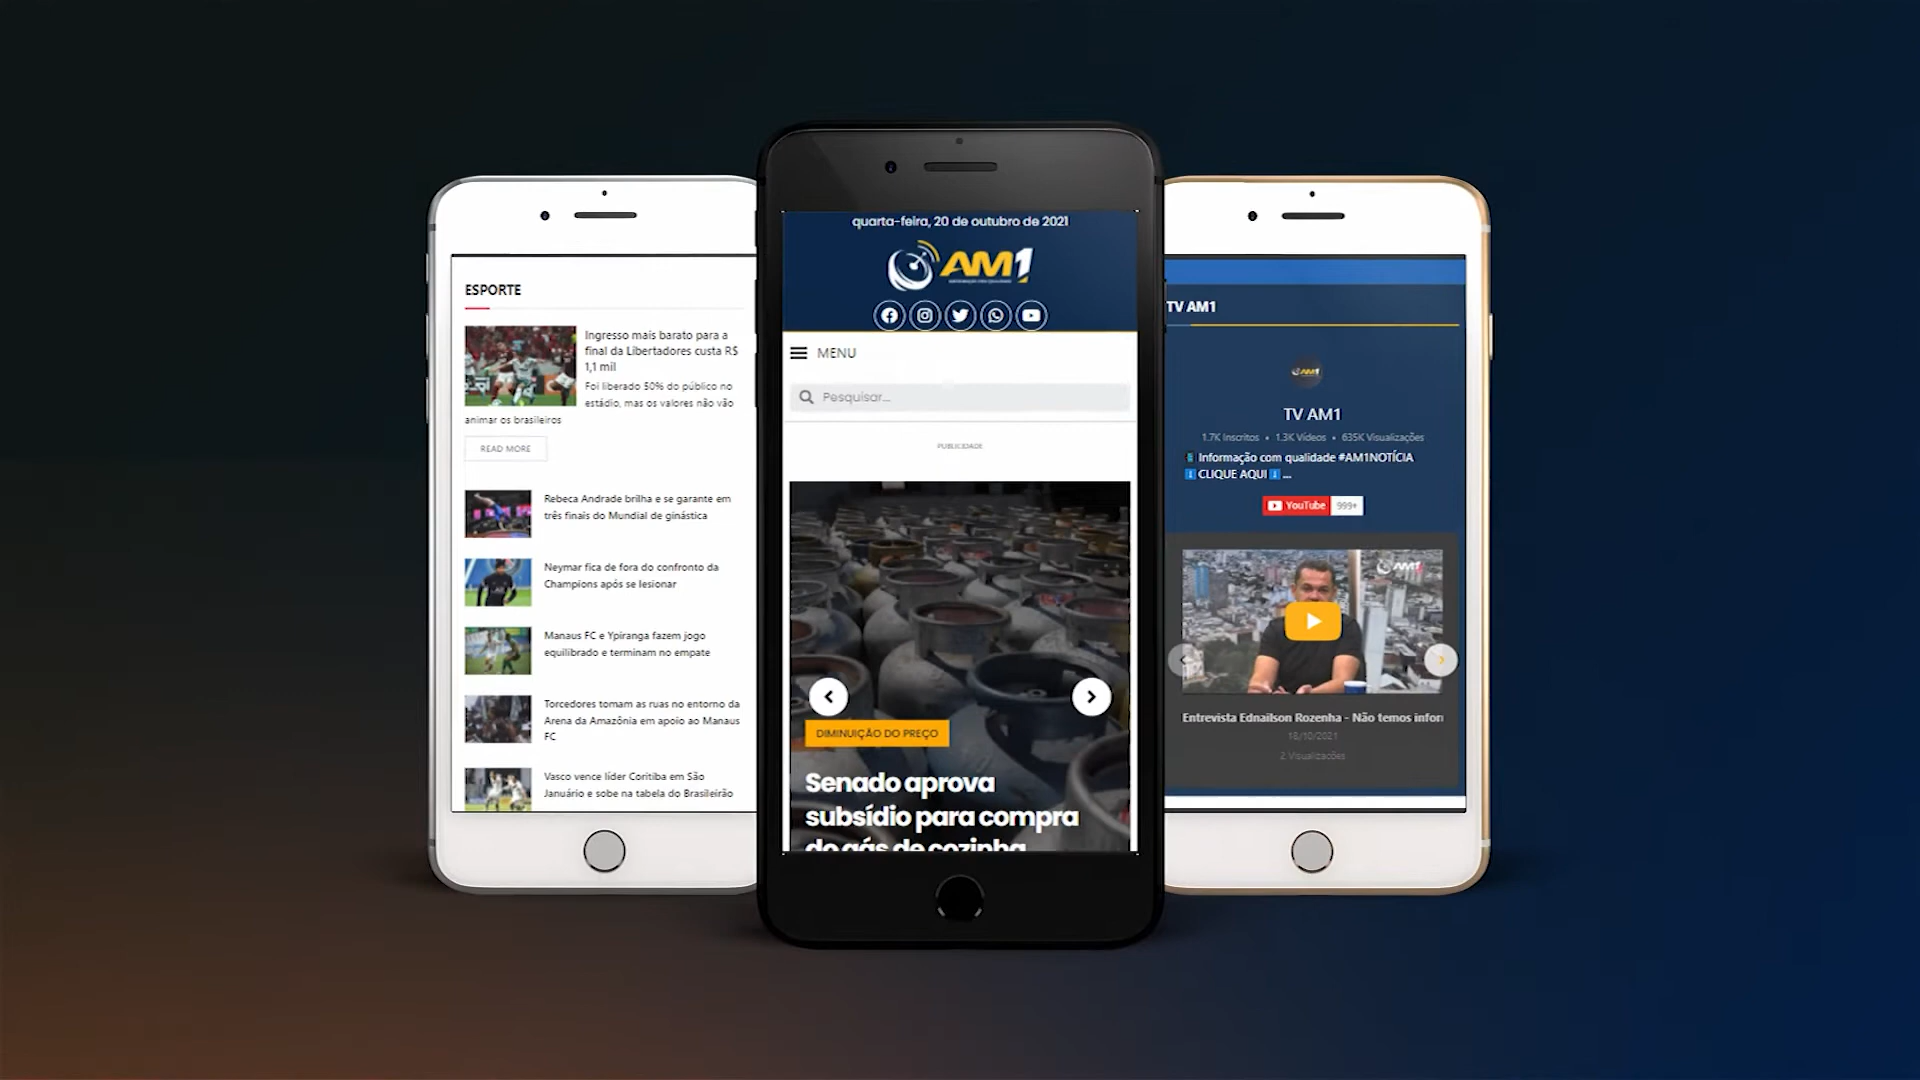 ESPORTE
Ingresso mais barato para a
final da Libertadores custa R$
1,1 mil
Foi liberado 50% do público no
estádio, mas os valores não vão
animar os brasileiros
READ MORE
Rebeca Andrade brilha e se garante em
três finais do Mundial de ginástica
Neymar fica de fora do confronto da
Champions após se lesionar
Manaus FC e Ypiranga fazem jogo
equilibrado e terminam no empate
Torcedores tomam as ruas no entorno da
Arena da Amazônia em apoio ao Manaus
FC
Vasco vence líder Coritiba em São
Januário e sobe na tabela do Brasileirão
quarta-feira, 20 de outubro de 2021
AM1
MENU
Pesquisar...
PUBLICIDADE
DIMINUIÇÃO DO PREÇO
Senado aprova
subsídio para compra
do gás de cozinha
TV AM1
AM1
TV AM1
1.7K Inscritos • 1.3K Vídeos • 635K Visualizações
Informação com qualidade #AM1NOTÍCIA
CLIQUE AQUI ...
YouTube 999+
AM1
Entrevista Ednailson Rozenha - Não temos infor
18/10/2021
2 Visualizações